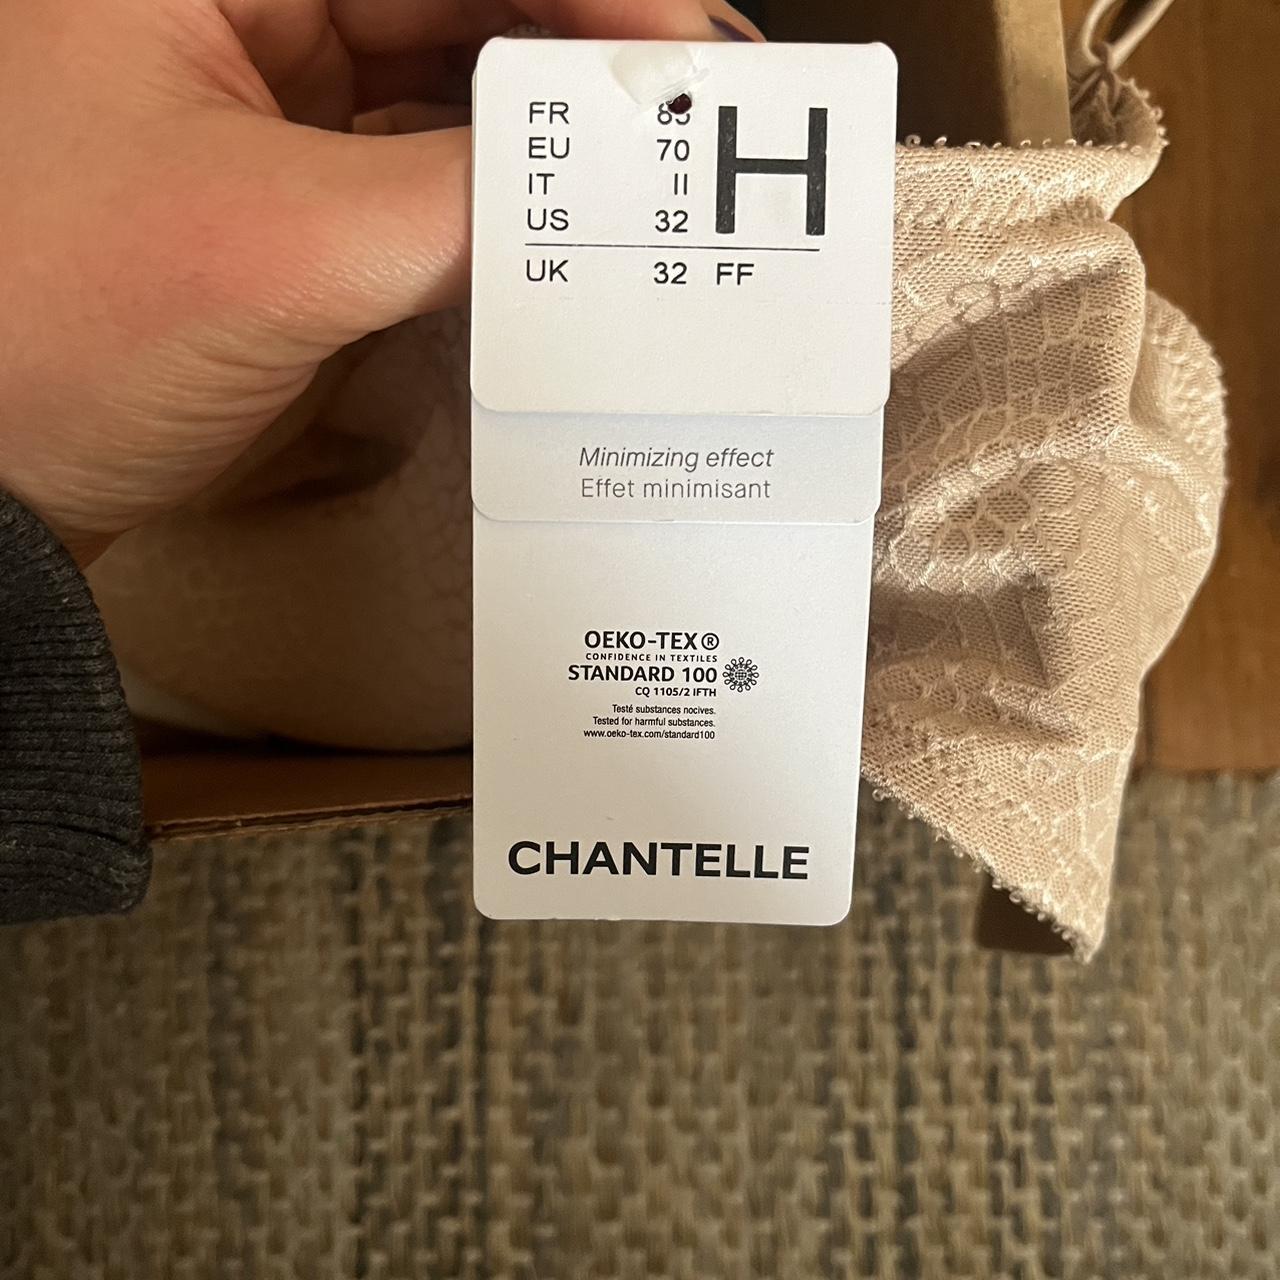 FR 85 H
EU 70
IT II
US 32
UK 32 FF
Minimizing effect
Effet minimisant
OEKO-TEX®
CONFIDENCE IN TEXTILES
STANDARD 100
CQ 1105/2 IFTH
Testé substances nocives.
Tested for harmful substances.
www.oeko-tex.com/standard100
CHANTELLE